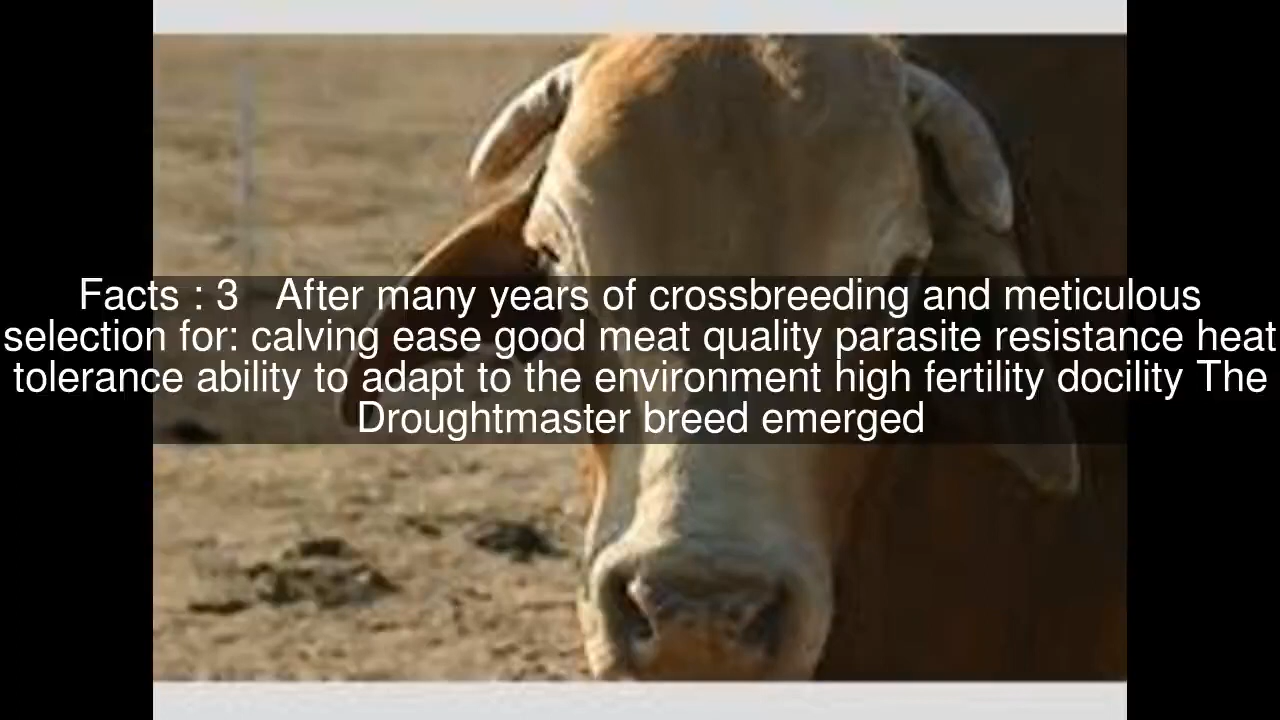 Facts : 3 After many years of crossbreeding and meticulous
selection for: calving ease good meat quality parasite resistance heat
tolerance ability to adapt to the environment high fertility docility The
Droughtmaster breed emerged